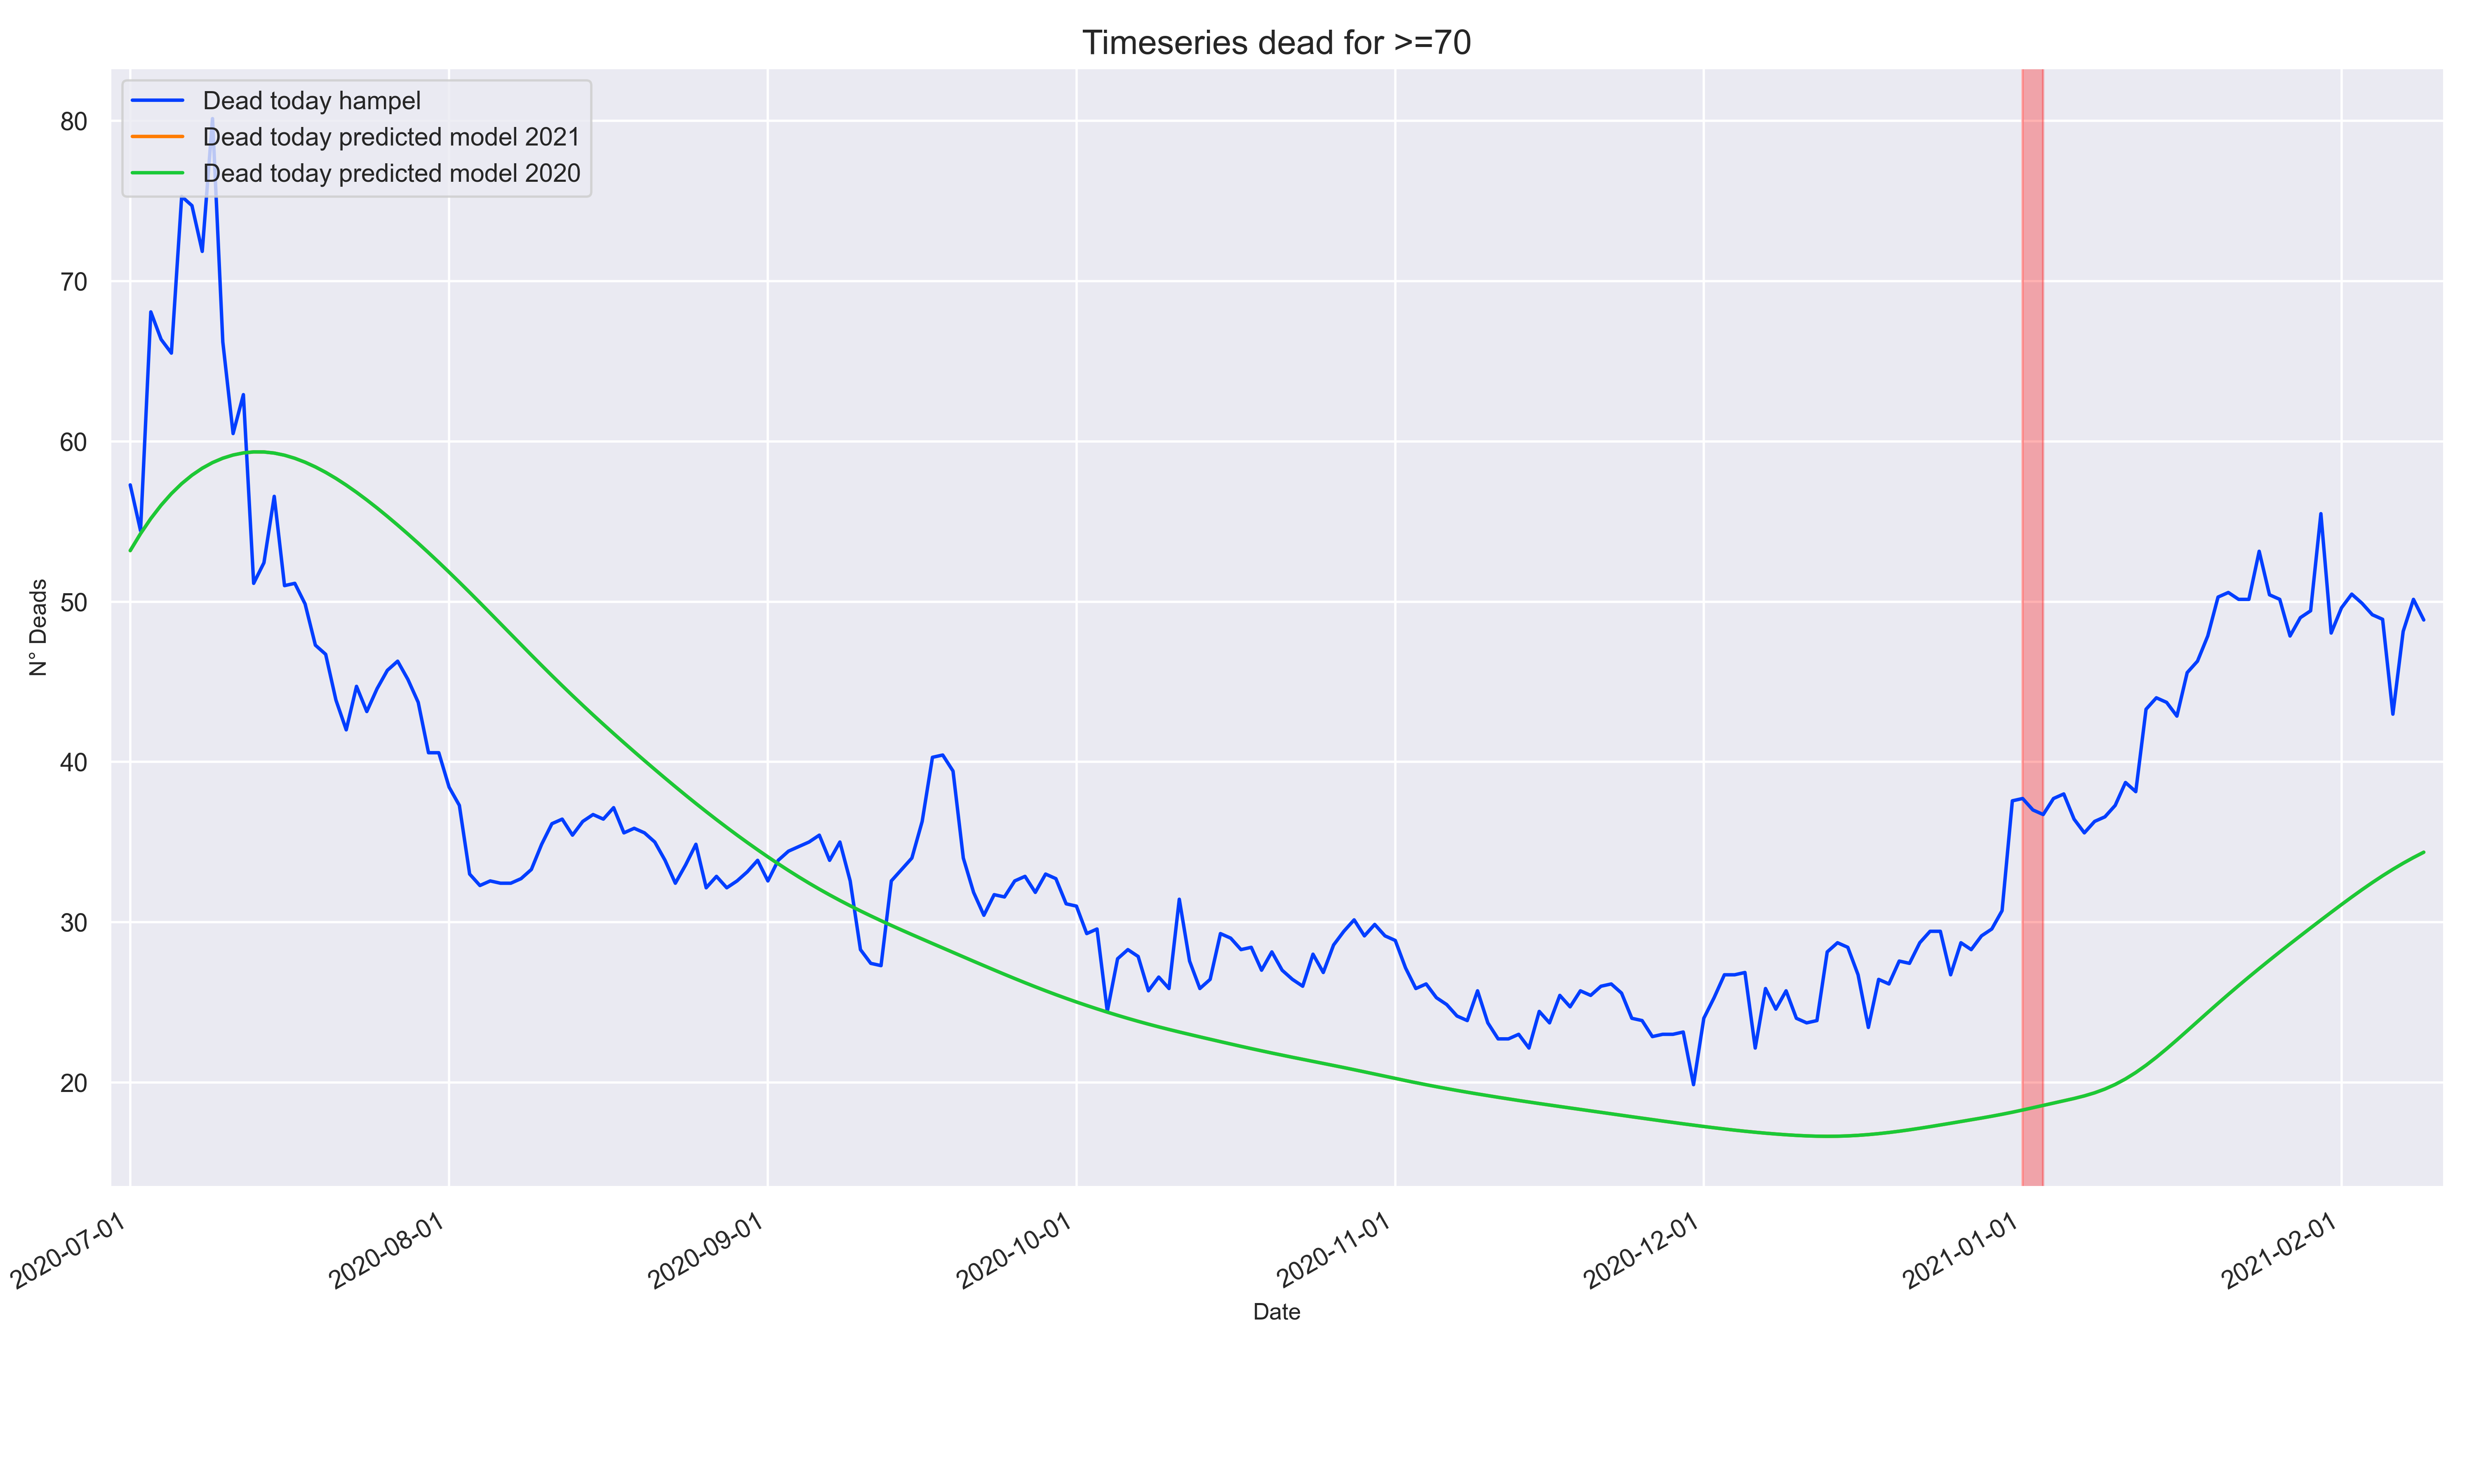 Timeseries dead for >=70
Dead today hampel
Dead today predicted model 2021
Dead today predicted model 2020
80
70
60
50
40
30
20
N° Deads
2020-07-01
2020-08-01
2020-09-01
2020-10-01
2020-11-01
2020-12-01
2021-01-01
2021-02-01
Date